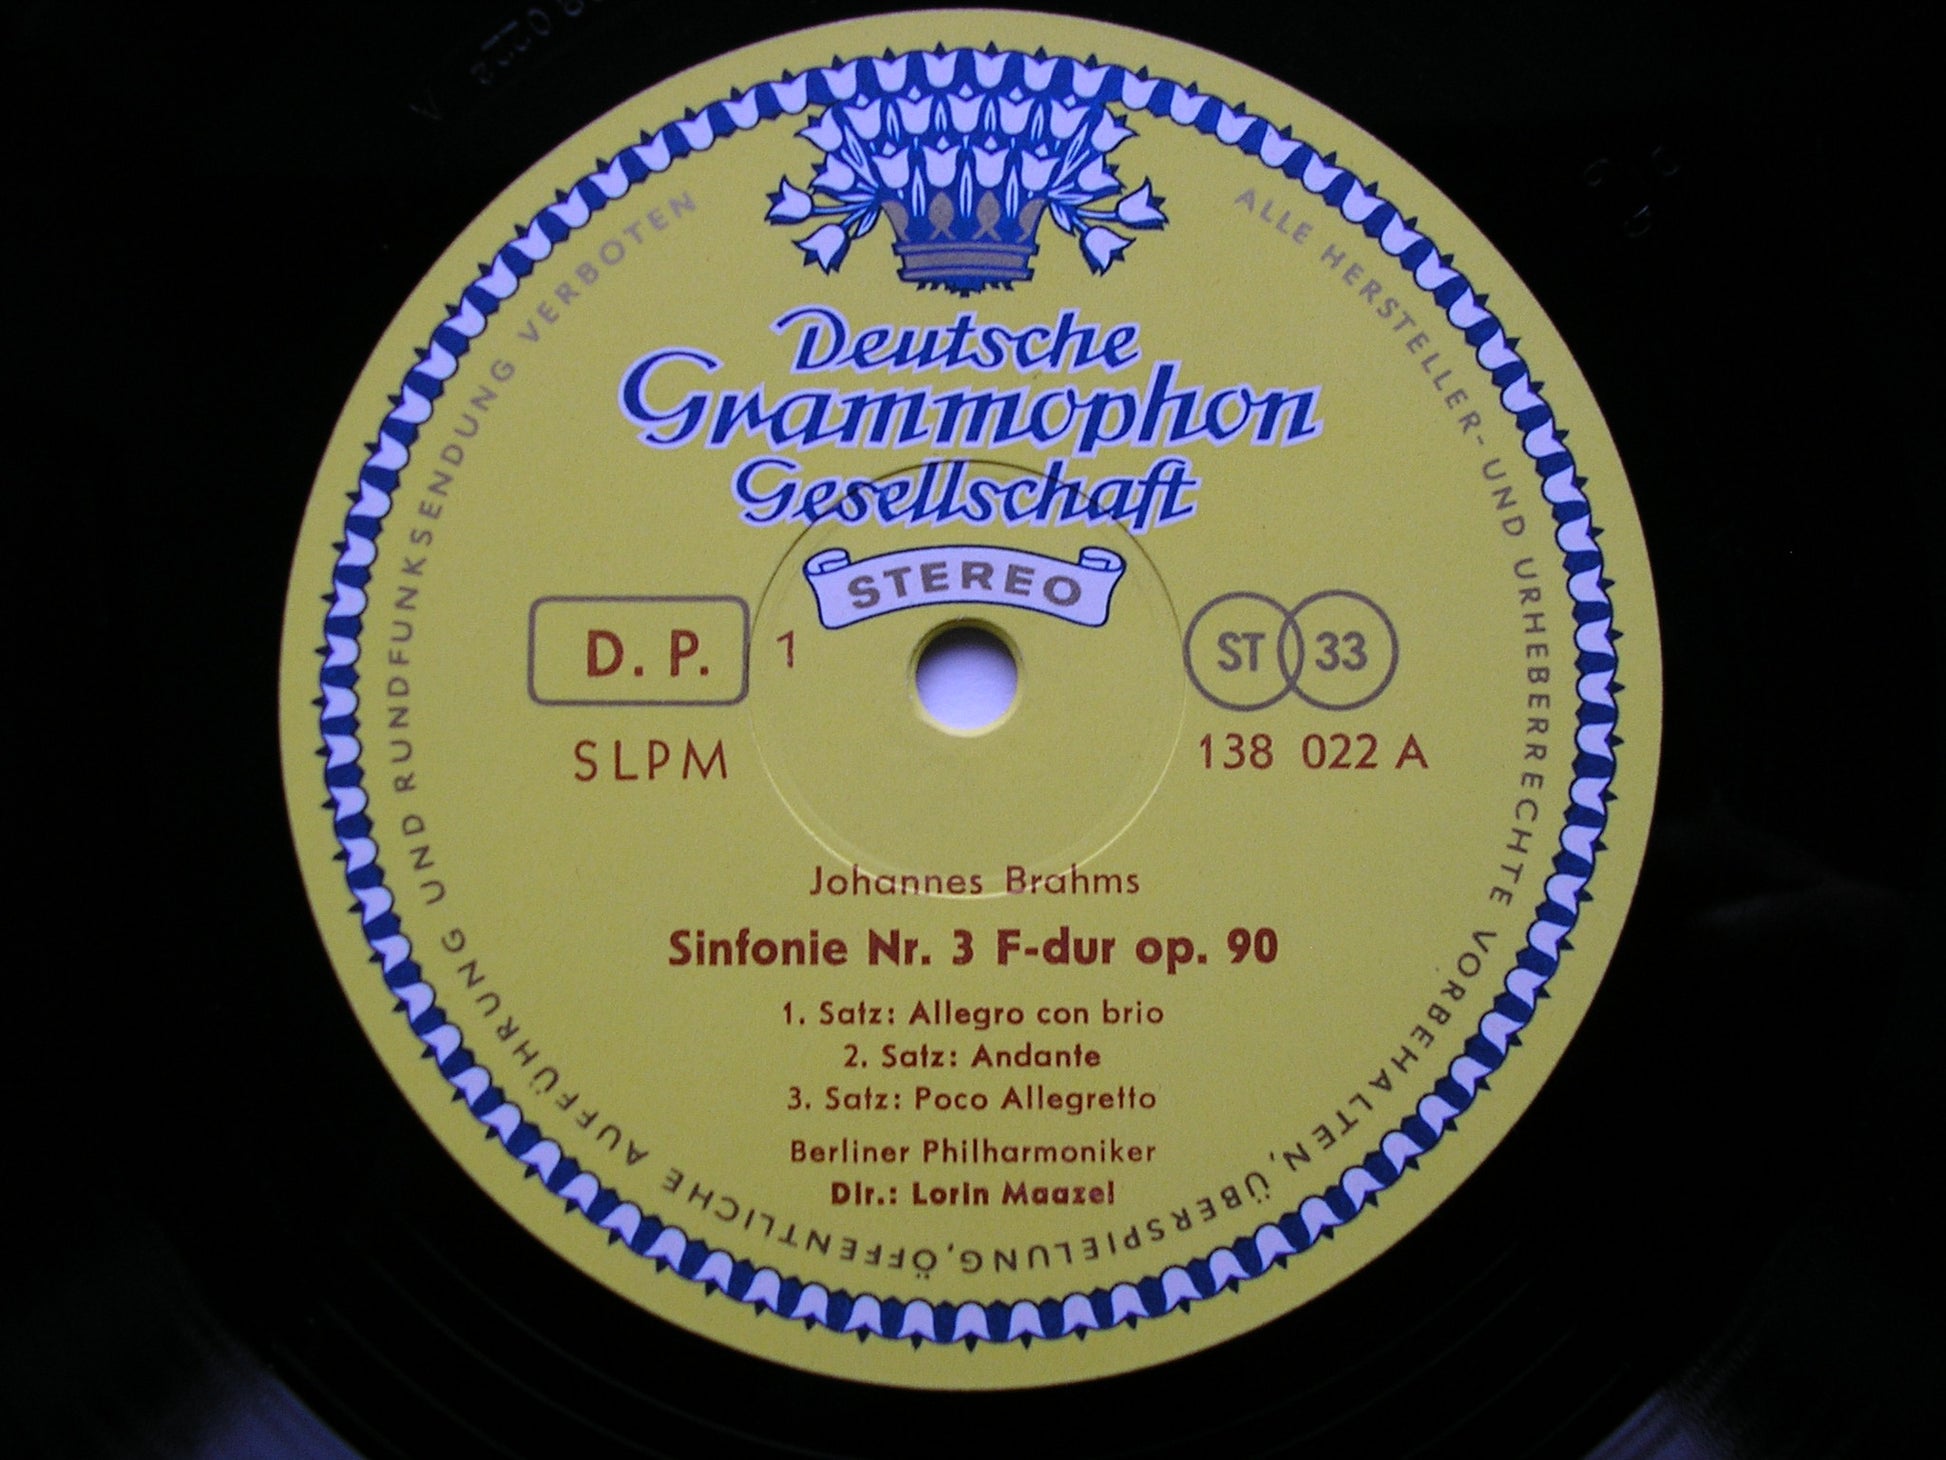 Deutsche
Grammophon
Gesellschaft
STEREO
D. P. 1 ST 33
SLPM 138 022 A
Johannes Brahms
Sinfonie Nr. 3 F-dur op. 90
1. Satz: Allegro con brio
2. Satz: Andante
3. Satz: Poco Allegretto
Berliner Philharmoniker
Dir.: Lorin Maazel
ALLE HERSTELLER- UND URHEBERRECHTE VORBEHALTEN, ÜBERSPIELUNG, ÖFFENTLICHE AUFFÜHRUNG UND RUNDFUNKSENDUNG VERBOTEN